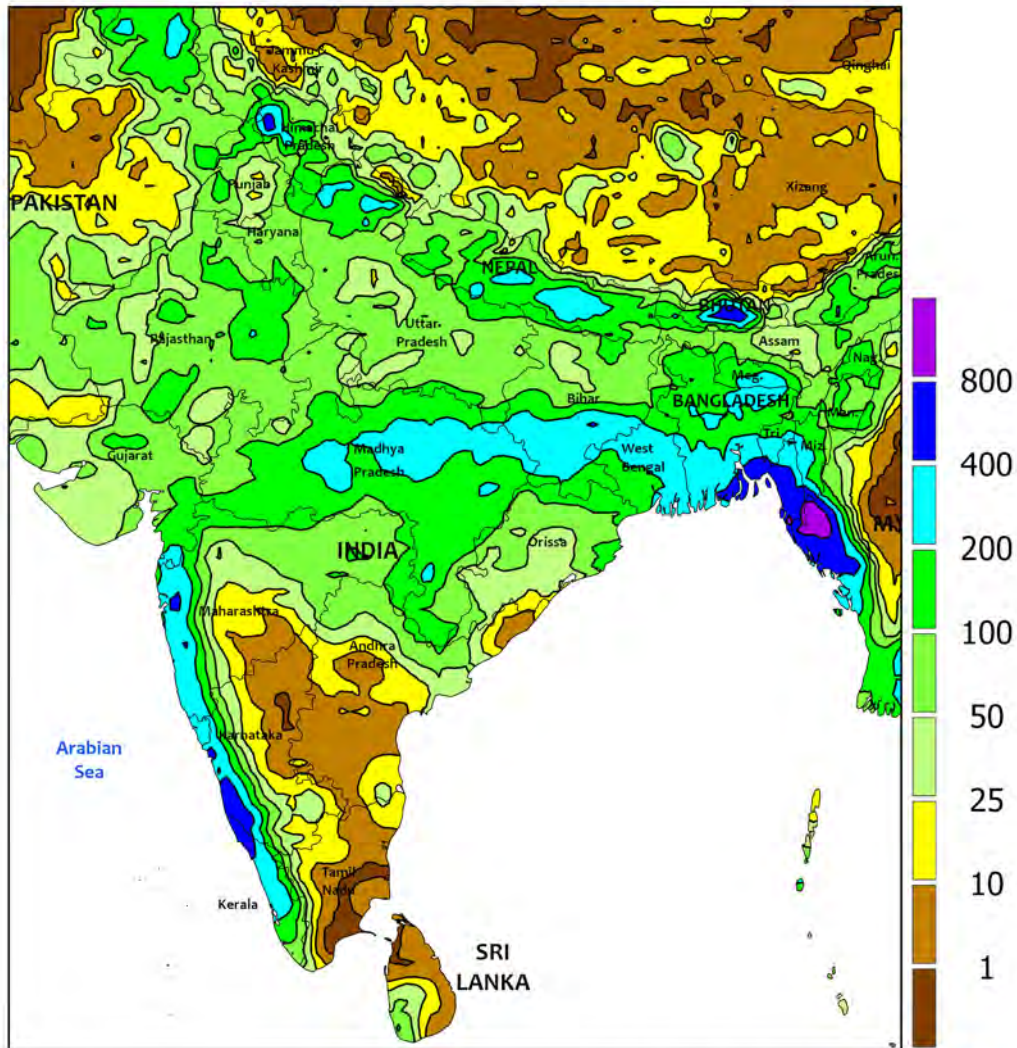 Jammu &
Kashmir
Qinghai
Himachal
Pradesh
Punjab
Xizang
PAKISTAN
Haryana
Arun.
Prades
NEPAL
BHUTAN
Uttar
Pradesh
Rajasthan
Assam
Nag.
Meg.
800
Bihar
BANGLADESH
Man.
Tri.
Miz.
Gujarat
Madhya
Pradesh
West
Bengal
400
M
INDIA
Orissa
200
Maharashtra
Andhra
Pradesh
100
Karnataka
50
Arabian
Sea
25
Tamil
Nadu
10
Kerala
SRI
LANKA
1